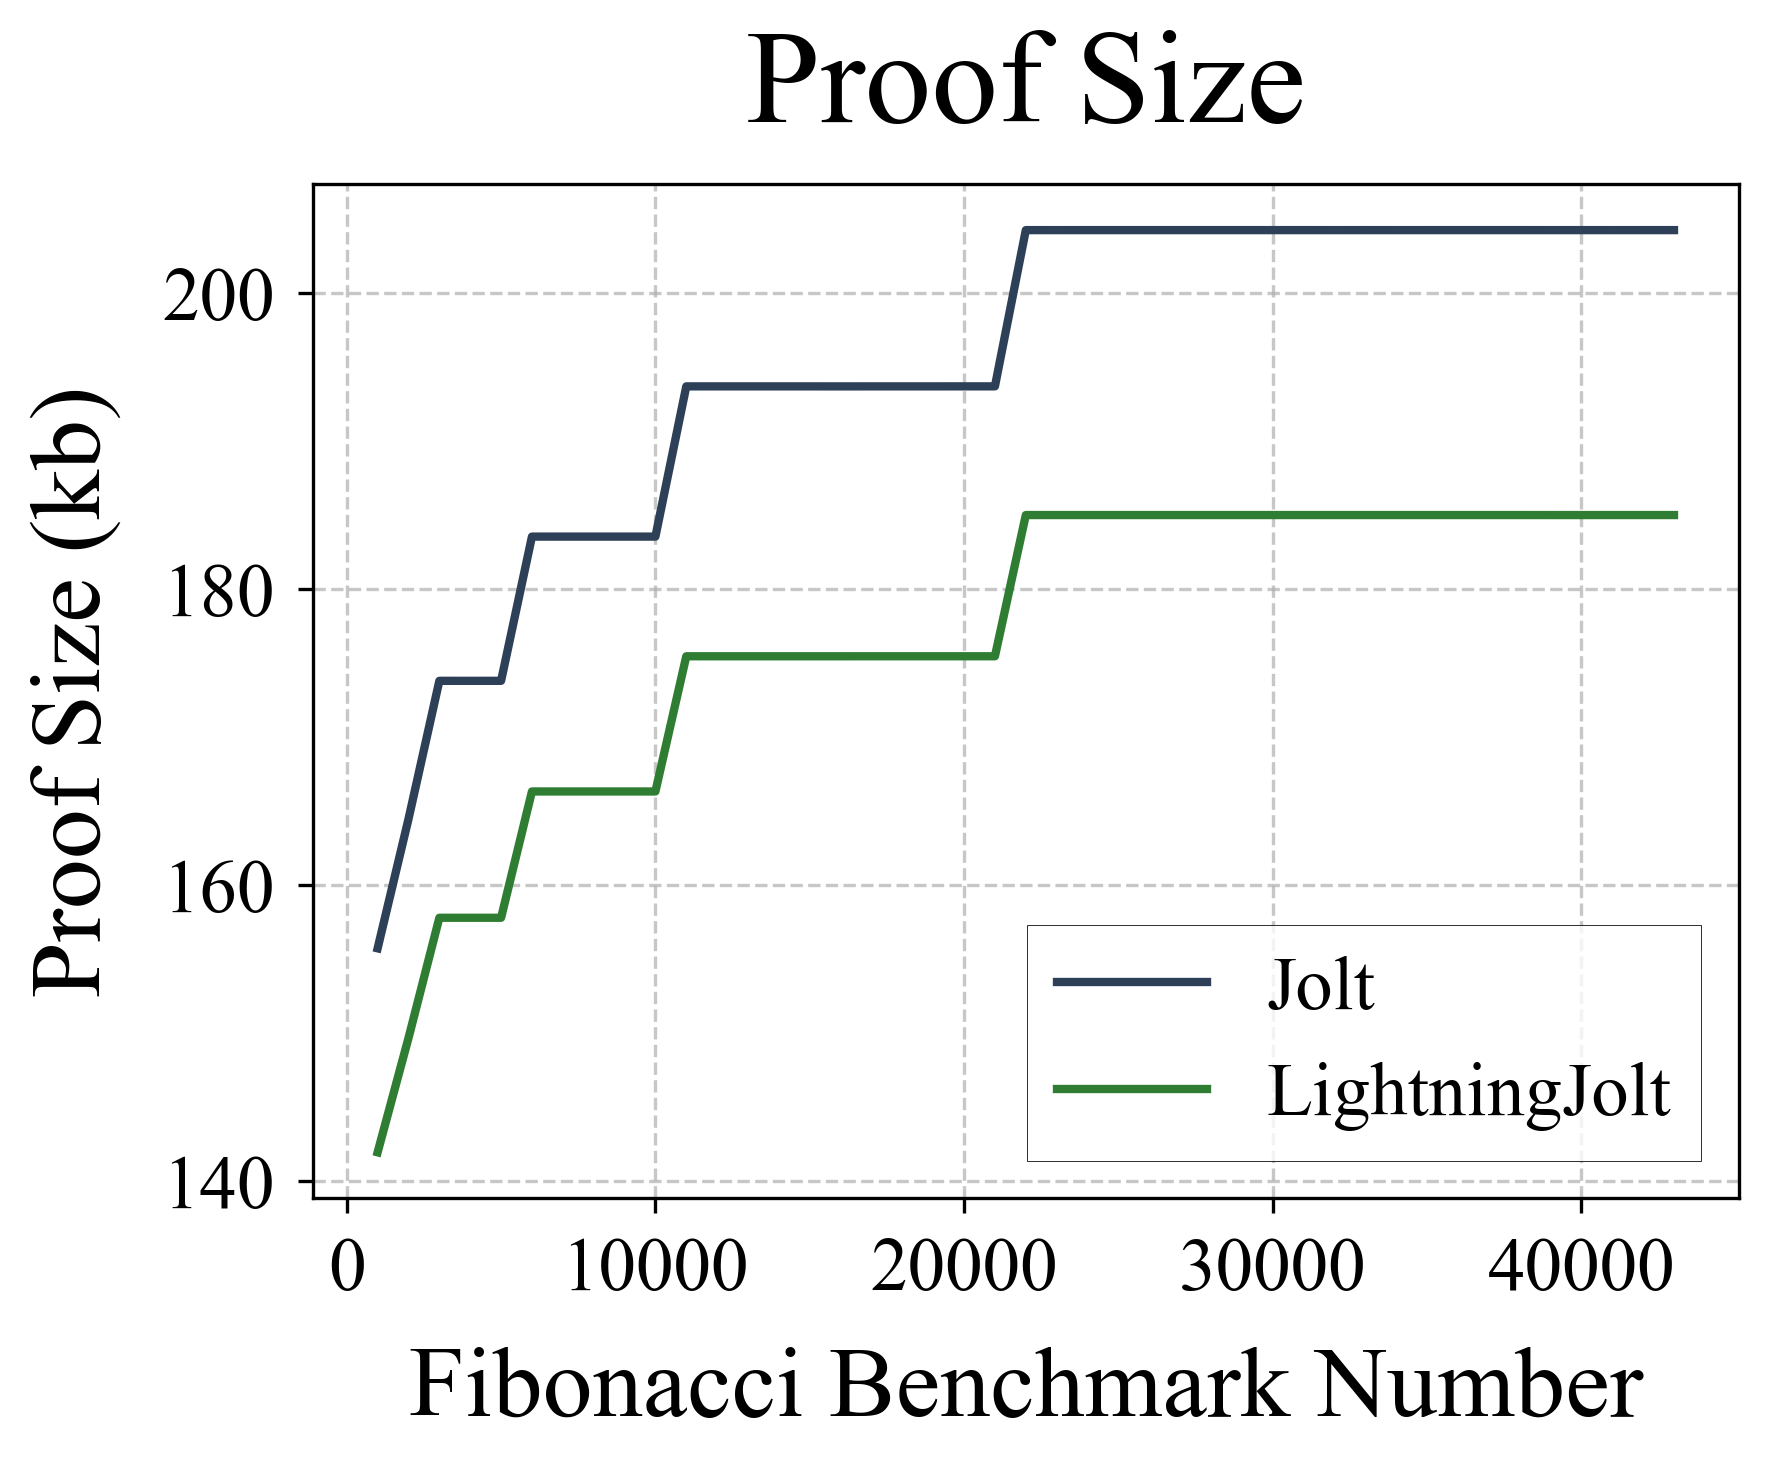 Proof Size
Proof Size (kb)
200
180
160
140
Jolt
LightningJolt
0 10000 20000 30000 40000
Fibonacci Benchmark Number